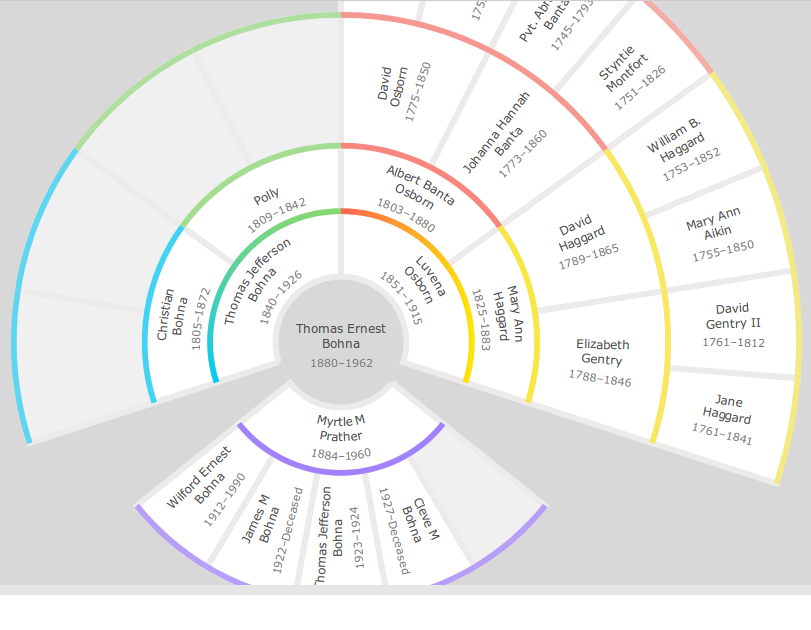 175
Pvt. Abr
Banta
1745–1793
Styntie
Montfort
1751–1826
David
Osborn
1775–1850
Johanna Hannah
Banta
1773–1860
William B.
Haggard
1753–1852
Mary Ann
Aikin
1755–1850
David
Gentry II
1761–1812
Jane
Haggard
1761–1841
David
Haggard
1789–1865
Elizabeth
Gentry
1788–1846
Polly
1809–1842
Albert Banta
Osborn
1803–1880
Christian
Bohna
1805–1872
Mary Ann
Haggard
1825–1883
Thomas Jefferson
Bohna
1840–1926
Luvena
Osborn
1851–1915
Thomas Ernest
Bohna
1880–1962
Myrtle M
Prather
1884–1960
Wilford Ernest
Bohna
1912–1990
James M
Bohna
1922–Deceased
Thomas Jefferson
Bohna
1923–1924
Cleve M
Bohna
1927–Deceased